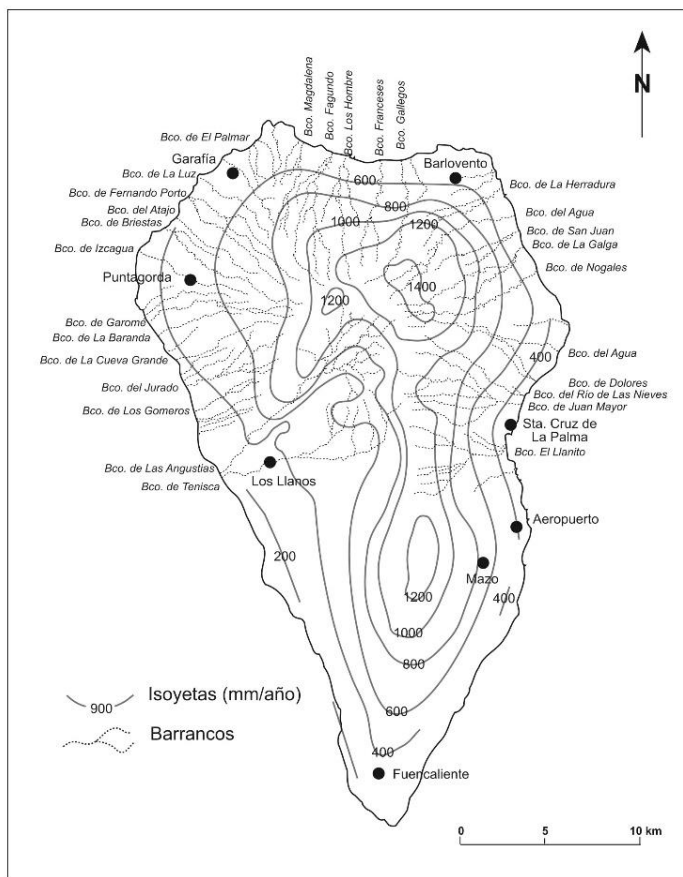 Bco. Magdalena
Bco. Fagundo
Bco. Los Hombre
Bco. Franceses
Bco. Gallegos
N
Bco. de El Palmar
Garafía
Barlovento
Bco. de La Luz
600
Bco. de La Herradura
Bco. de Fernando Porto
800
Bco. del Atajo
1000
1200
Bco. del Agua
Bco. de Briestas
Bco. de San Juan
Bco. de Izcagua
Bco. de La Galga
Bco. de Nogales
Puntagorda
1400
1200
Bco. de Garome
Bco. de La Baranda
400
Bco. del Agua
Bco. de La Cueva Grande
Bco. del Jurado
Bco. de Dolores
Bco. del Río de Las Nieves
Bco. de Los Gomeros
Bco. de Juan Mayor
Sta. Cruz de
La Palma
Bco. El Llanito
Bco. de Las Angustias
Los Llanos
Bco. de Tenisca
Aeropuerto
200
Mazo
1200
400
1000
800
900
Isoyetas (mm/año)
600
Barrancos
400
Fuencaliente
0
5
10 km